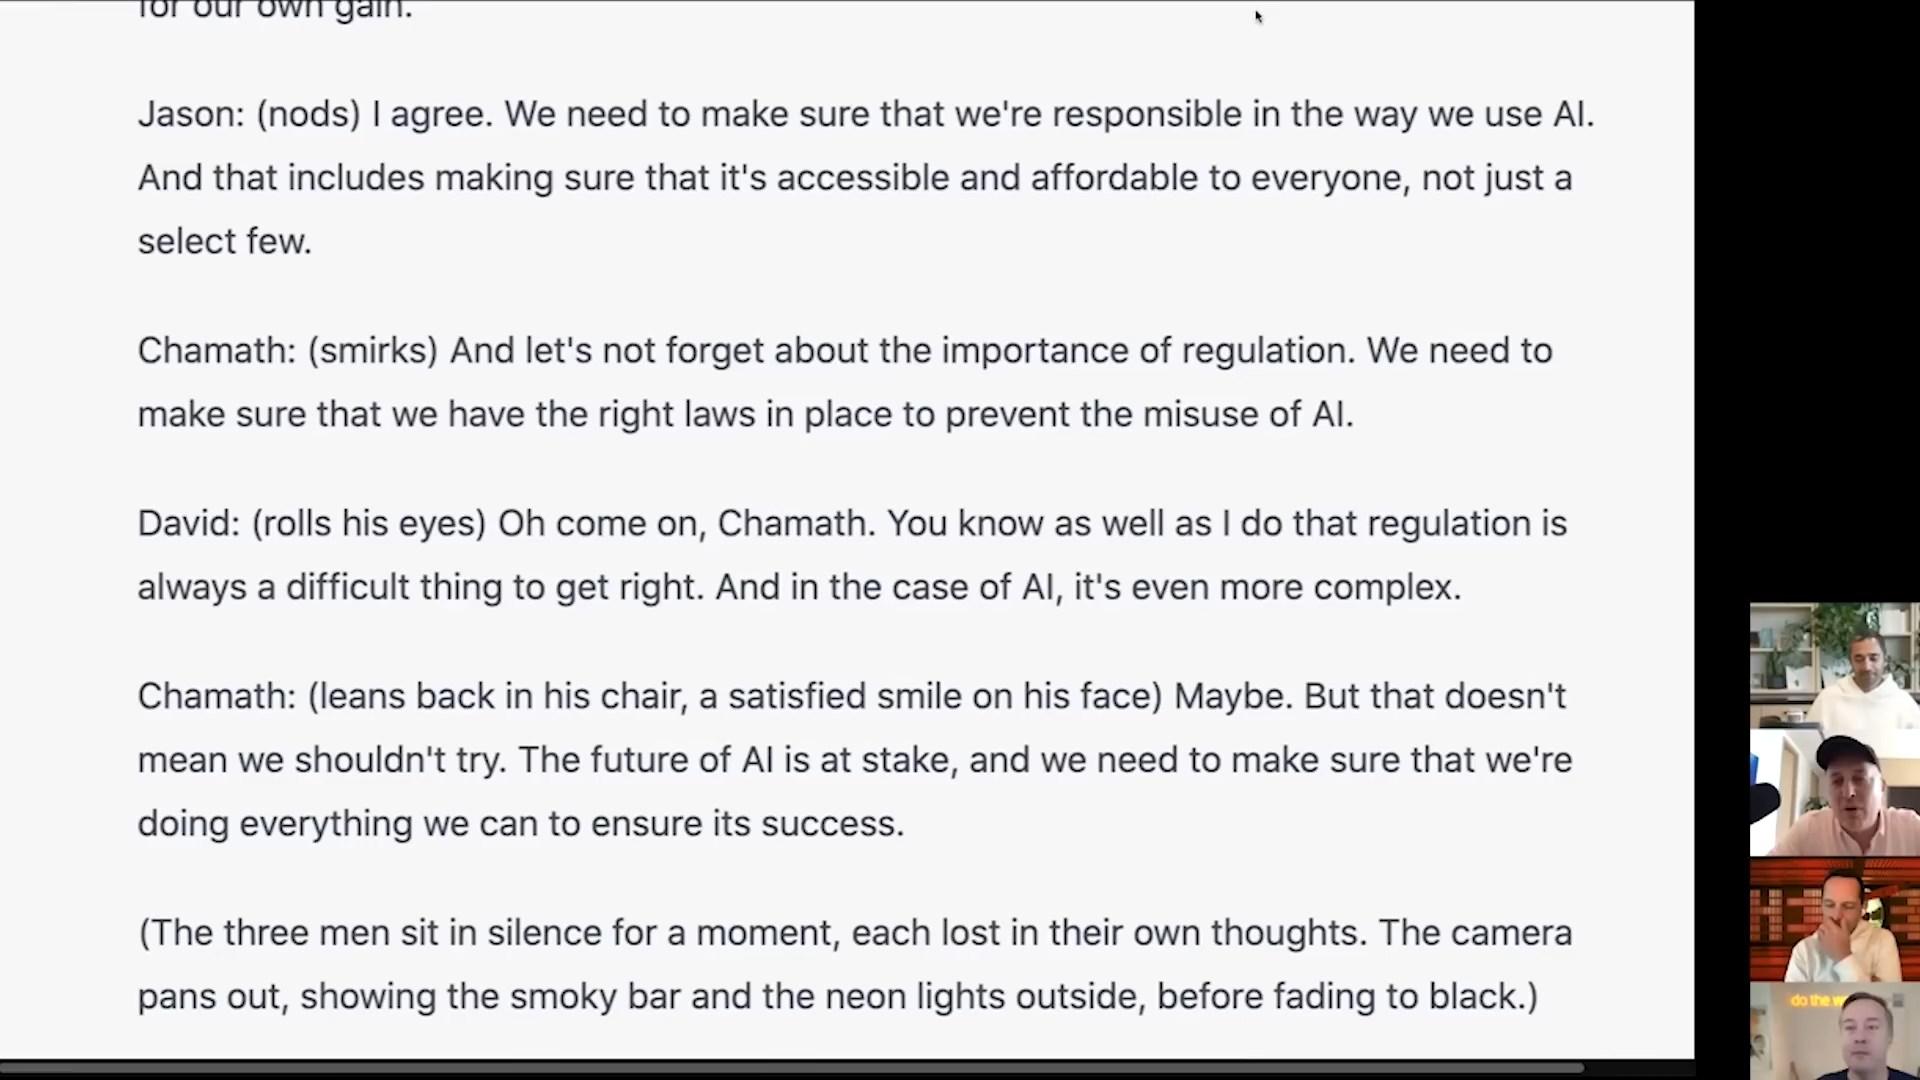 for our own gain.
Jason: (nods) I agree. We need to make sure that we're responsible in the way we use AI.
And that includes making sure that it's accessible and affordable to everyone, not just a
select few.
Chamath: (smirks) And let's not forget about the importance of regulation. We need to
make sure that we have the right laws in place to prevent the misuse of AI.
David: (rolls his eyes) Oh come on, Chamath. You know as well as I do that regulation is
always a difficult thing to get right. And in the case of AI, it's even more complex.
Chamath: (leans back in his chair, a satisfied smile on his face) Maybe. But that doesn't
mean we shouldn't try. The future of AI is at stake, and we need to make sure that we're
doing everything we can to ensure its success.
(The three men sit in silence for a moment, each lost in their own thoughts. The camera
pans out, showing the smoky bar and the neon lights outside, before fading to black.)
do the